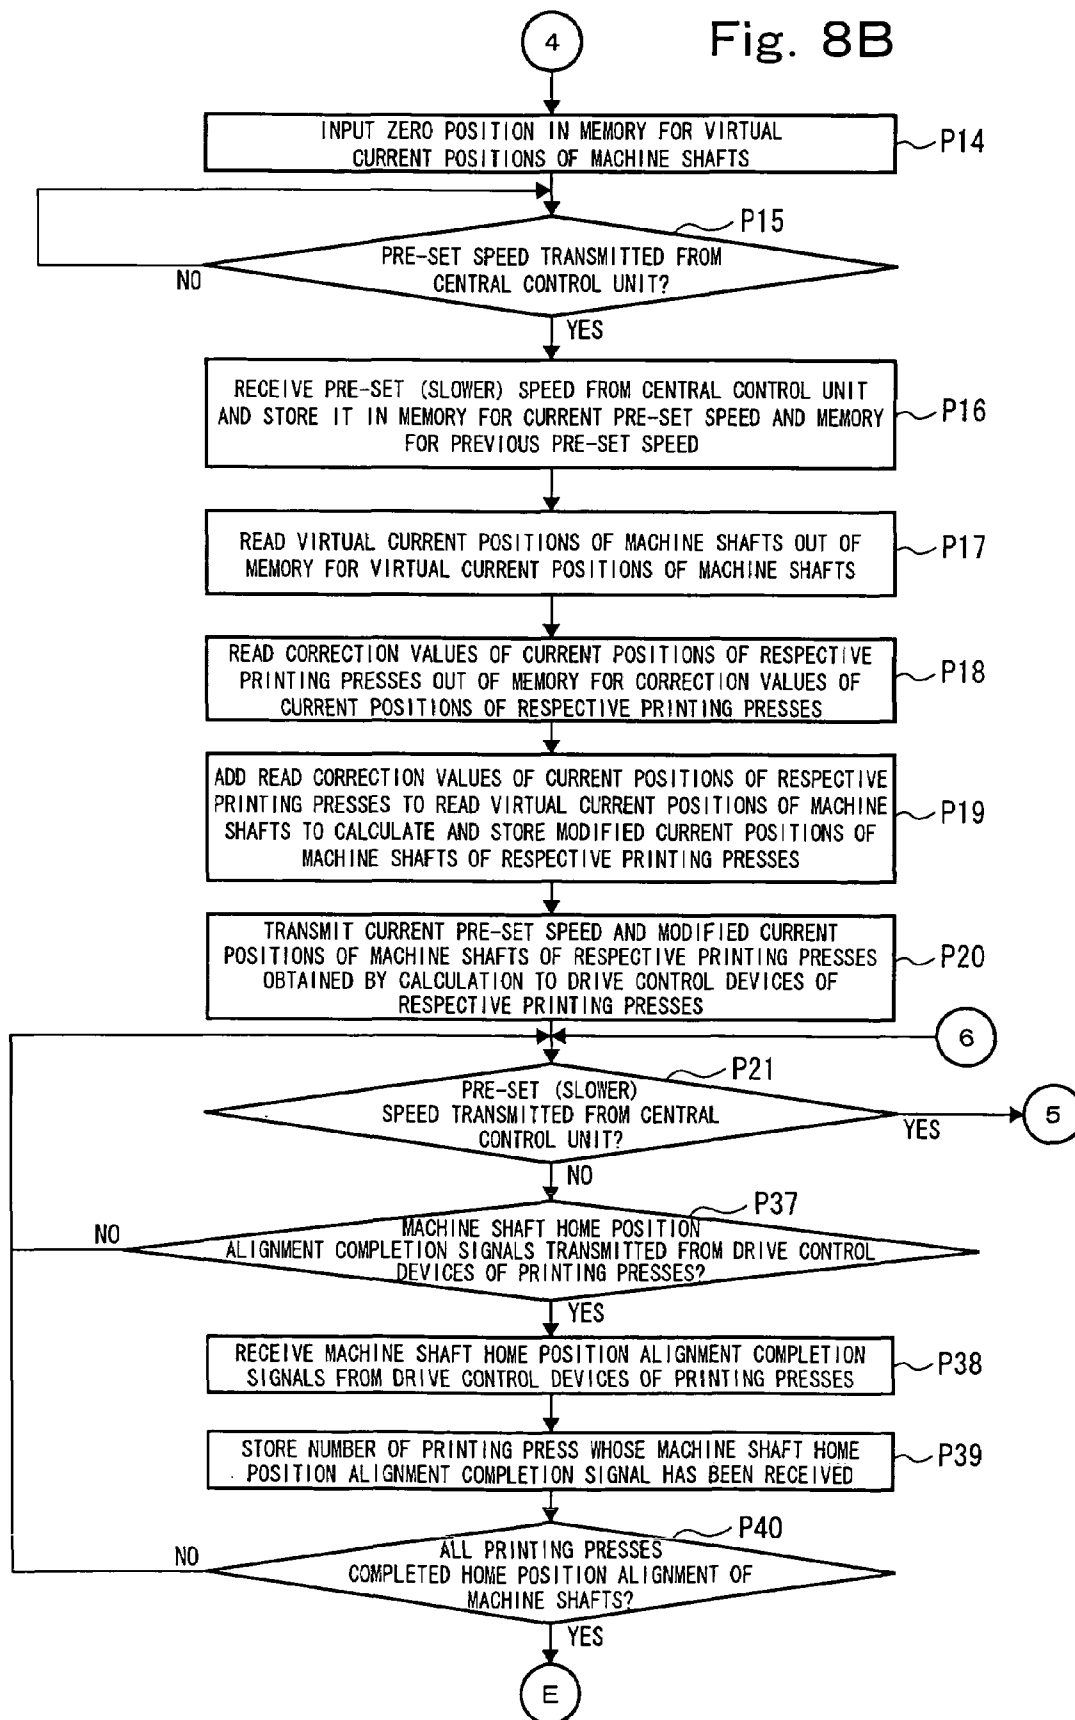 4
Fig. 8B
INPUT ZERO POSITION IN MEMORY FOR VIRTUAL
CURRENT POSITIONS OF MACHINE SHAFTS
P14
P15
PRE-SET SPEED TRANSMITTED FROM
CENTRAL CONTROL UNIT?
NO
YES
RECEIVE PRE-SET (SLOWER) SPEED FROM CENTRAL CONTROL UNIT
AND STORE IT IN MEMORY FOR CURRENT PRE-SET SPEED AND MEMORY
FOR PREVIOUS PRE-SET SPEED
P16
READ VIRTUAL CURRENT POSITIONS OF MACHINE SHAFTS OUT OF
MEMORY FOR VIRTUAL CURRENT POSITIONS OF MACHINE SHAFTS
P17
READ CORRECTION VALUES OF CURRENT POSITIONS OF RESPECTIVE
PRINTING PRESSES OUT OF MEMORY FOR CORRECTION VALUES OF
CURRENT POSITIONS OF RESPECTIVE PRINTING PRESSES
P18
ADD READ CORRECTION VALUES OF CURRENT POSITIONS OF RESPECTIVE
PRINTING PRESSES TO READ VIRTUAL CURRENT POSITIONS OF MACHINE
SHAFTS TO CALCULATE AND STORE MODIFIED CURRENT POSITIONS OF
MACHINE SHAFTS OF RESPECTIVE PRINTING PRESSES
P19
TRANSMIT CURRENT PRE-SET SPEED AND MODIFIED CURRENT
POSITIONS OF MACHINE SHAFTS OF RESPECTIVE PRINTING PRESSES
OBTAINED BY CALCULATION TO DRIVE CONTROL DEVICES OF
RESPECTIVE PRINTING PRESSES
P20
6
P21
PRE-SET (SLOWER)
SPEED TRANSMITTED FROM CENTRAL
CONTROL UNIT?
YES
5
NO
P37
MACHINE SHAFT HOME POSITION
ALIGNMENT COMPLETION SIGNALS TRANSMITTED FROM DRIVE CONTROL
DEVICES OF PRINTING PRESSES?
NO
YES
RECEIVE MACHINE SHAFT HOME POSITION ALIGNMENT COMPLETION
SIGNALS FROM DRIVE CONTROL DEVICES OF PRINTING PRESSES
P38
STORE NUMBER OF PRINTING PRESS WHOSE MACHINE SHAFT HOME
POSITION ALIGNMENT COMPLETION SIGNAL HAS BEEN RECEIVED
P39
P40
ALL PRINTING PRESSES
COMPLETED HOME POSITION ALIGNMENT OF
MACHINE SHAFTS?
NO
YES
E